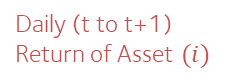 Daily (t to t+1)
Return of Asset (𝑖)